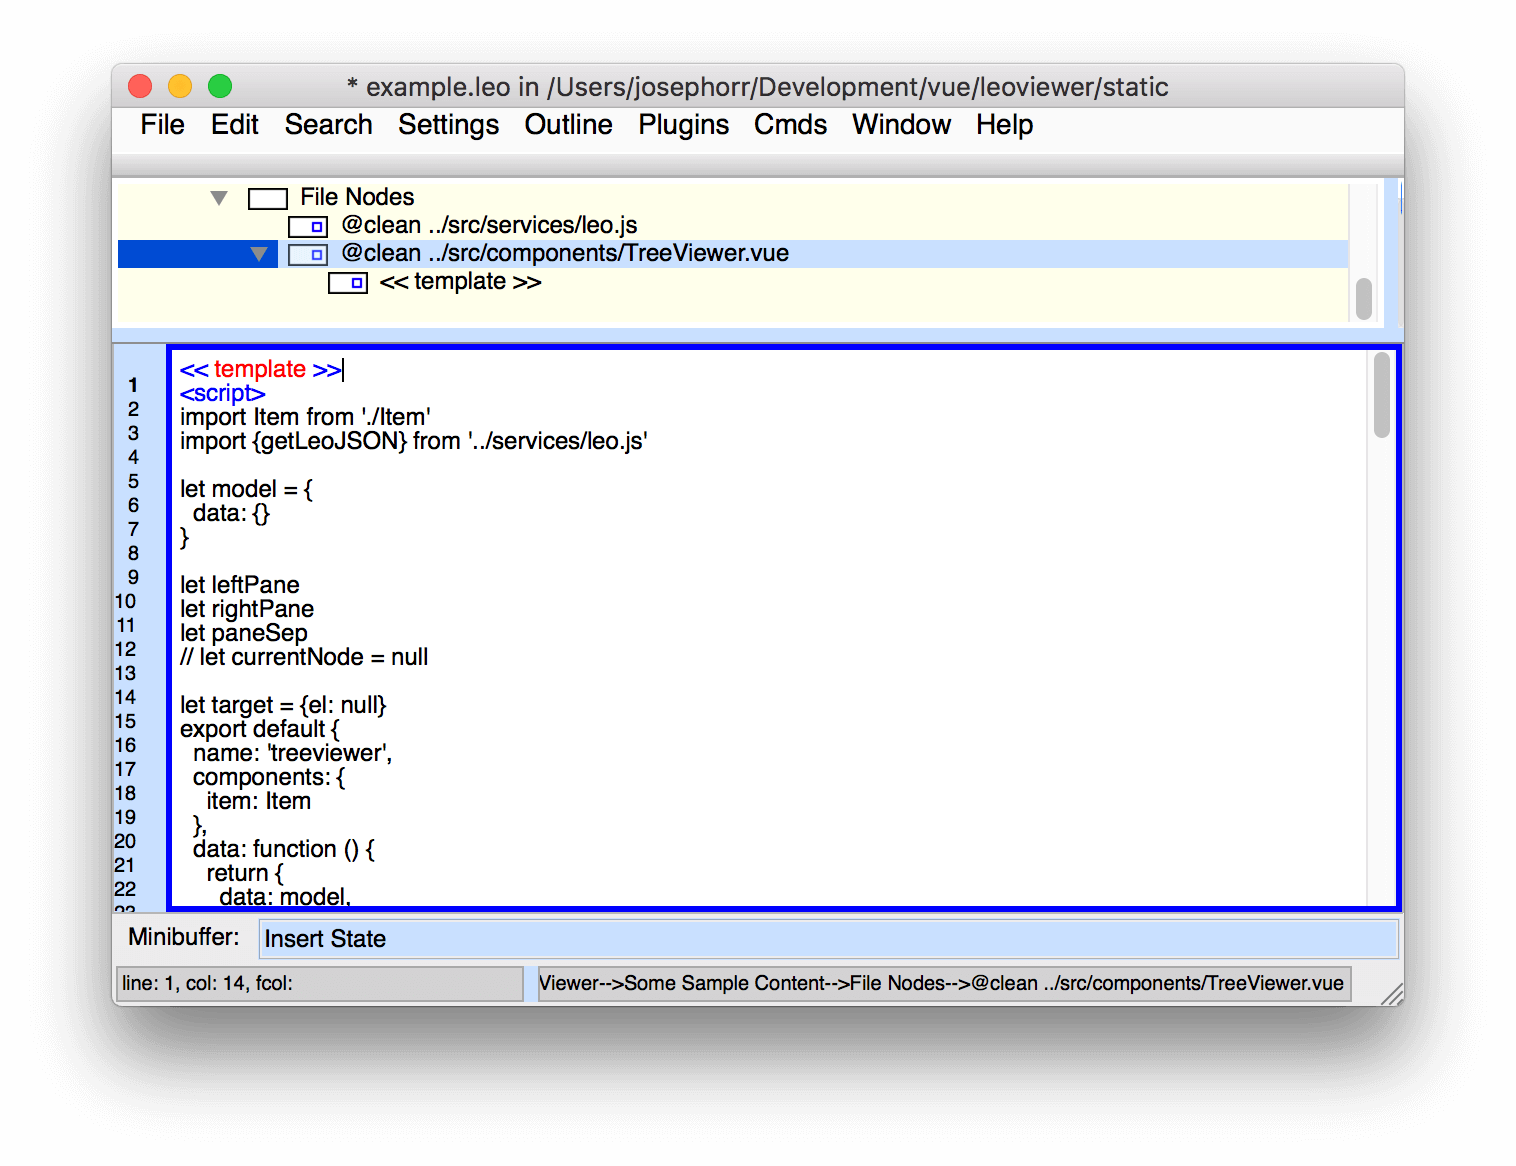 * example.leo in /Users/josephorr/Development/vue/leoviewer/static
File Edit Search Settings Outline Plugins Cmds Window Help
File Nodes
@clean ../src/services/leo.js
@clean ../src/components/TreeViewer.vue
<< template >>
1 << template >>
2 <script>
3 import Item from './Item'
4 import {getLeoJSON} from '../services/leo.js'
5
6 let model = {
7   data: {}
8 }
9
10 let leftPane
11 let rightPane
12 let paneSep
13 // let currentNode = null
14
15 let target = {el: null}
16 export default {
17   name: 'treeviewer',
18   components: {
19     item: Item
20   },
21   data: function () {
22     return {
23       data: model,
Minibuffer: Insert State
line: 1, col: 14, fcol:
Viewer-->Some Sample Content-->File Nodes-->@clean ../src/components/TreeViewer.vue